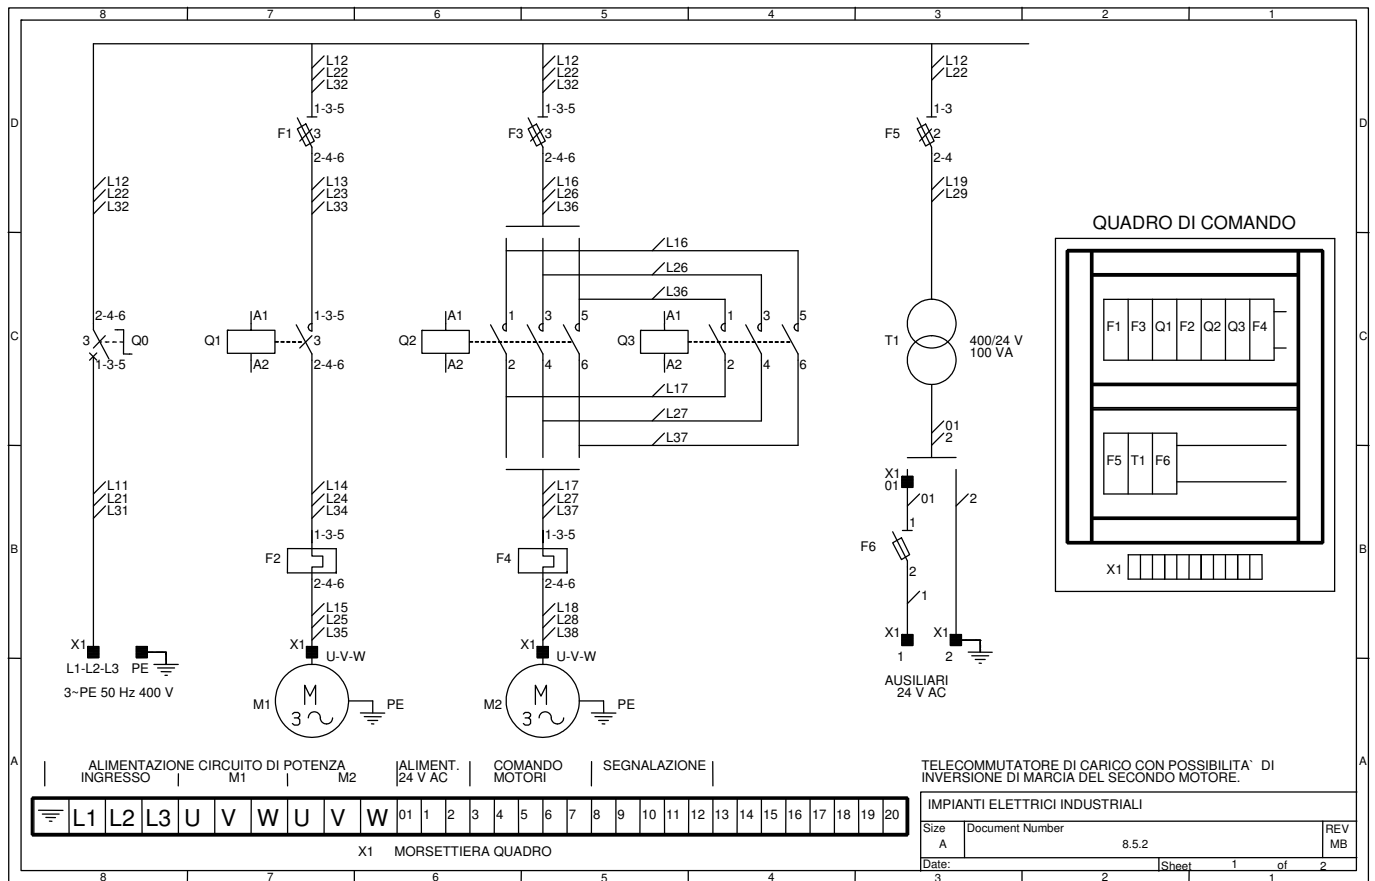 8 7 6 5 4 3 2 1
L12 L12 L12
L22 L22 L22
L32 L32
1-3-5 1-3-5 1-3
D F1 3 F3 3 F5 2 D
2-4-6 2-4-6 2-4
L12 L13 L16 L19
L22 L23 L26 L29
L32 L33 L36
QUADRO DI COMANDO
L16
L26
L36
2-4-6 A1 1-3-5 A1 1 3 5 A1 1 3 5
F1 F3 Q1 F2 Q2 Q3 F4
C 3 Q0 Q1 3 Q2 Q3 T1 400/24 V C
100 VA
1-3-5 A2 2-4-6 A2 2 4 6 A2 2 4 6
L17
L27
L37
01
2
F5 T1 F6
X1
01
L11 L14 L17 01 2
L21 L24 L27
L31 L34 L37
1-3-5 1-3-5 1
B F2 F4 F6 B
2-4-6 2-4-6 2
X1
L15 L18 1
L25 L28
L35 L38
X1 X1 X1 X1 X1
L1-L2-L3 PE U-V-W U-V-W 1 2
3~PE 50 Hz 400 V
AUSILIARI
24 V AC
M M
M1 3 PE M2 3 PE
A ALIMENTAZIONE CIRCUITO DI POTENZA ALIMENT. COMANDO SEGNALAZIONE A
INGRESSO M1 M2 24 V AC MOTORI
TELECOMMUTATORE DI CARICO CON POSSIBILITA` DI
INVERSIONE DI MARCIA DEL SECONDO MOTORE.
L1 L2 L3 U V W U V W 01 1 2 3 4 5 6 7 8 9 10 11 12 13 14 15 16 17 18 19 20
X1 MORSETTIERA QUADRO
IMPIANTI ELETTRICI INDUSTRIALI
Size Document Number REV
A 8.5.2 MB
Date: Sheet 1 of 2
8 7 6 5 4 3 2 1